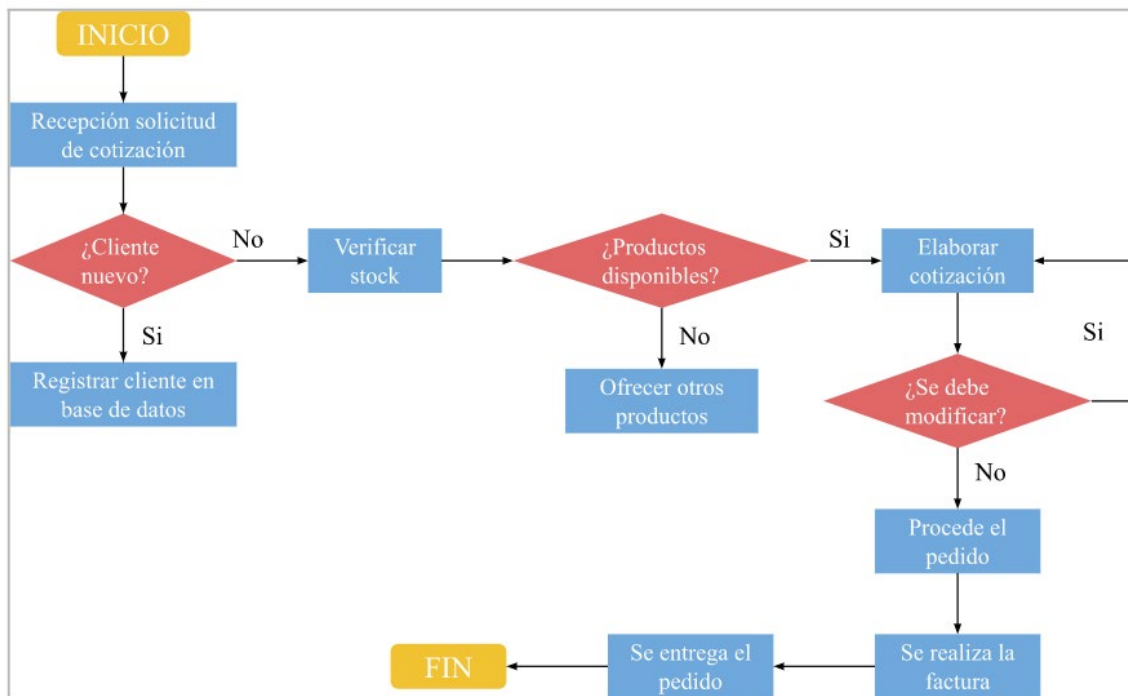 INICIO
Recepción solicitud
de cotización
¿Cliente
nuevo?
No
Verificar
stock
¿Productos
disponibles?
Si
Elaborar
cotización
Si
Registrar cliente en
base de datos
No
Ofrecer otros
productos
Si
¿Se debe
modificar?
No
Procede el
pedido
Se realiza la
factura
Se entrega el
pedido
FIN